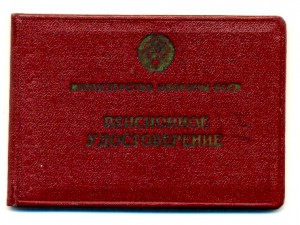 МИНИСТЕРСТВО ОБОРОНЫ СССР
ПЕНСИОННОЕ
УДОСТОВЕРЕНИЕ